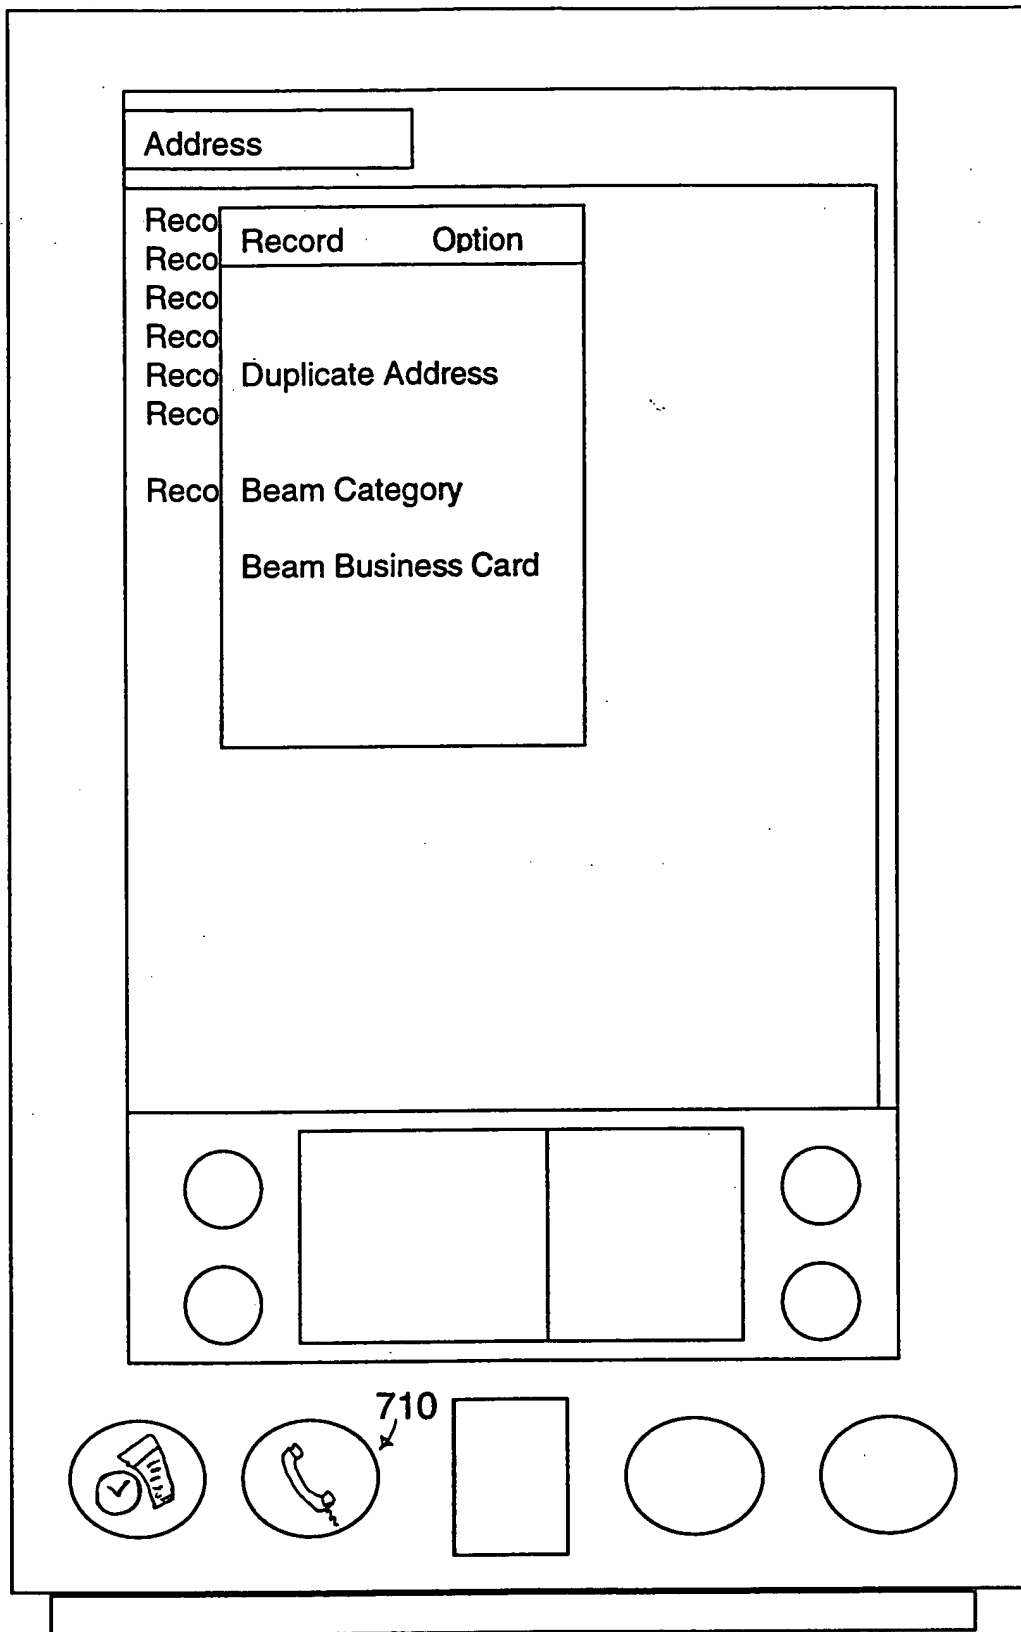 Address
Reco
Record Option
Reco
Reco
Reco
Reco Duplicate Address
Reco
Reco Beam Category
Beam Business Card
710